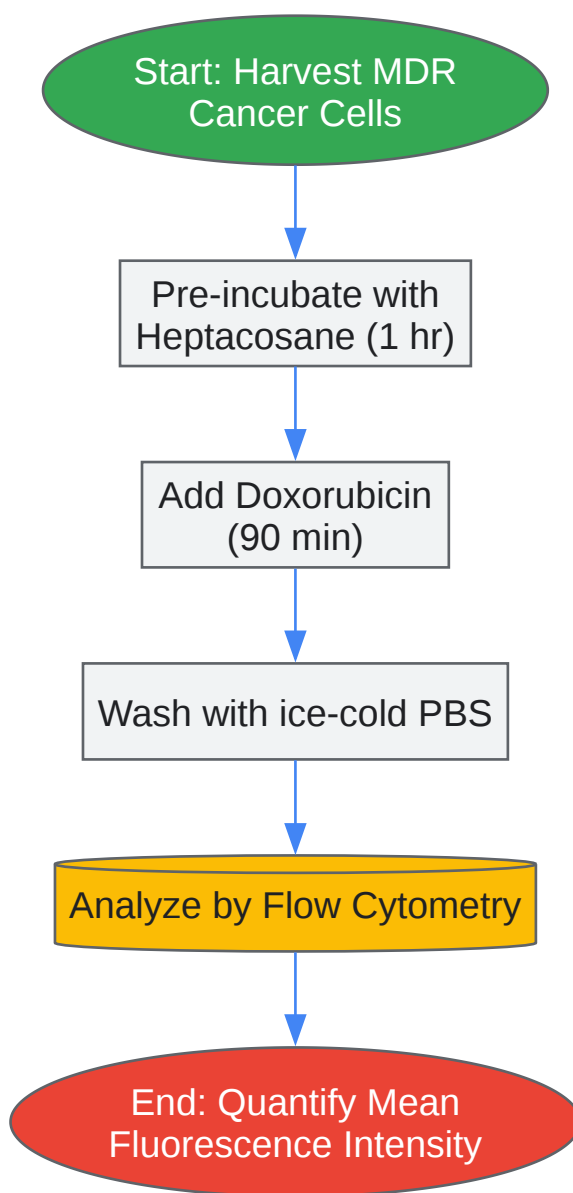 Start: Harvest MDR
Cancer Cells
Pre-incubate with
Heptacosane (1 hr)
Add Doxorubicin
(90 min)
Wash with ice-cold PBS
Analyze by Flow Cytometry
End: Quantify Mean
Fluorescence Intensity